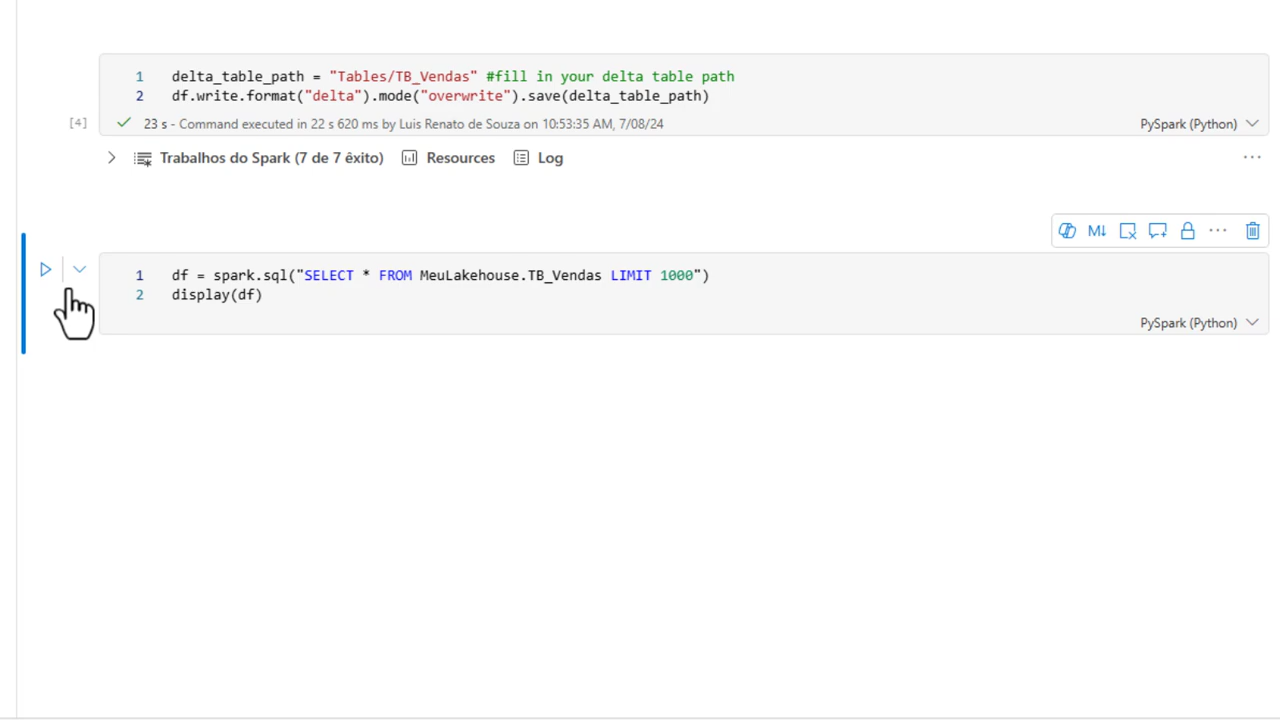 1 delta_table_path = "Tables/TB_Vendas" #fill in your delta table path
2 df.write.format("delta").mode("overwrite").save(delta_table_path)
[4] 23 s - Command executed in 22 s 620 ms by Luis Renato de Souza on 10:53:35 AM, 7/08/24 PySpark (Python)
Trabalhos do Spark (7 de 7 êxito) Resources Log
M↓
1 df = spark.sql("SELECT * FROM MeuLakehouse.TB_Vendas LIMIT 1000")
2 display(df)
PySpark (Python)